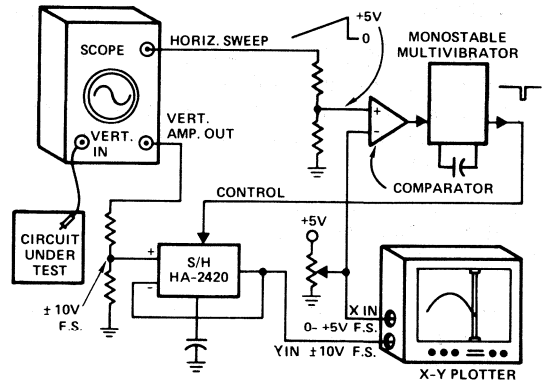 SCOPE
HORIZ. SWEEP
+5V
0
MONOSTABLE
MULTIVIBRATOR
VERT.
AMP. OUT
VERT.
IN
+
-
COMPARATOR
CONTROL
CIRCUIT
UNDER
TEST
+
-
S/H
HA-2420
+5V
± 10V
F.S.
X IN
0- +5V F.S.
Y IN ± 10V F.S.
X-Y PLOTTER